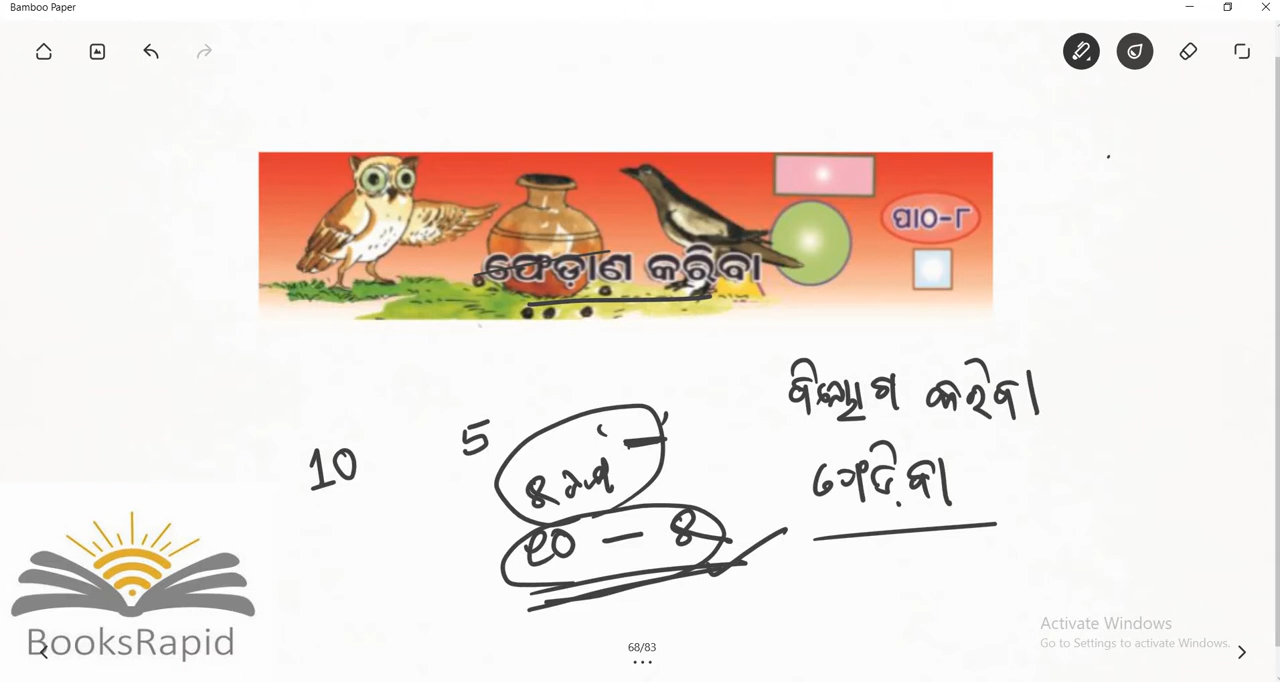 Bamboo Paper
ପାଠ-୮
ଫେଡ଼ାଣ କରିବା
ବିୟୋଗ କରିବା
5
10
ଫେଡ଼ିବା
୧୦ – ୫
BooksRapid
Activate Windows
Go to Settings to activate Windows.
68/83